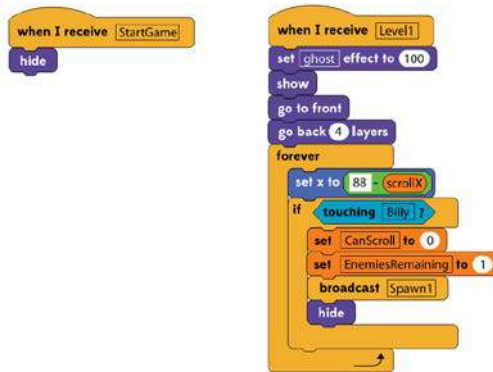 when I receive StartGame
hide
when I receive Level1
set ghost effect to 100
show
go to front
go back 4 layers
forever
set x to 88 - scrollX
if touching Billy ?
set CanScroll to 0
set EnemiesRemaining to 1
broadcast Spawn1
hide